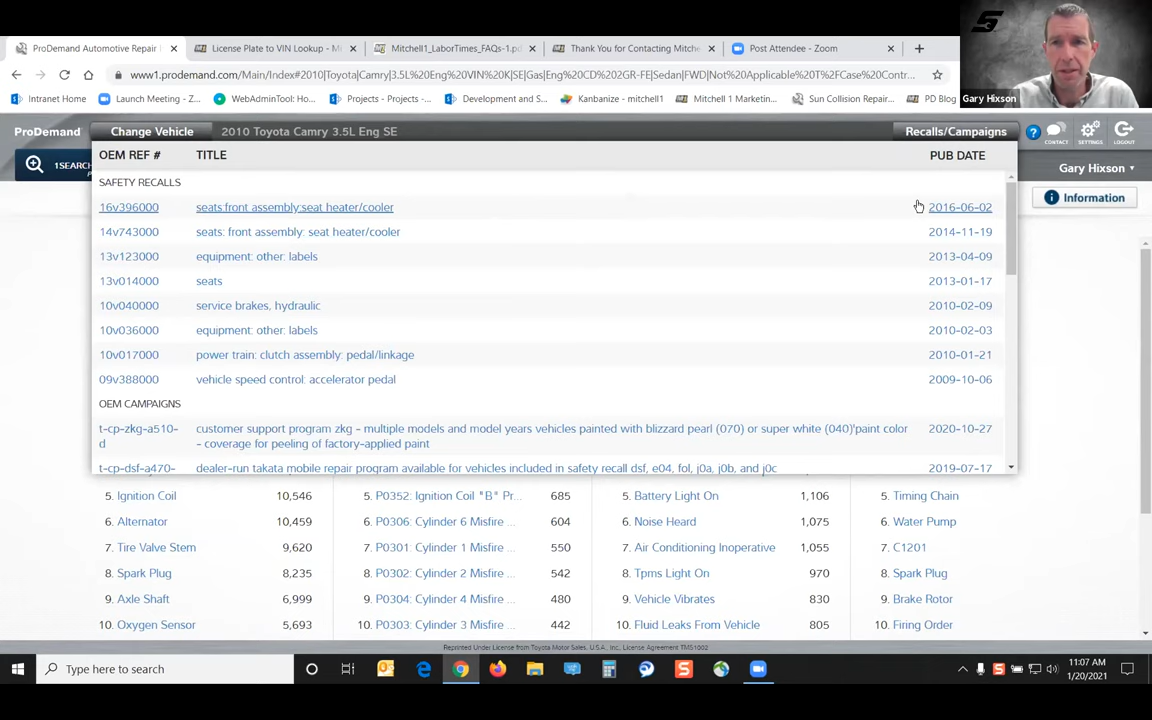 ProDemand Automotive Repair
License Plate to VIN Lookup - M
Mitchell1_LaborTimes_FAQs-1.pd
Thank You for Contacting Mitche
Post Attendee - Zoom
www1.prodemand.com/Main/Index#2010|Toyota|Camry|3.5L%20Eng%20VIN%20K|SE|Gas|Eng%20CD%202GR-FE|Sedan|FWD|Not%20Applicable%20T%2FCase%20Contr...
Intranet Home
Launch Meeting - Z...
WebAdminTool: Ho...
Projects - Projects -...
Development and S...
Kanbanize - mitchell1
Mitchell 1 Marketin...
Sun Collision Repair...
PD Blog
Gary Hixson
ProDemand
Change Vehicle
2010 Toyota Camry 3.5L Eng SE
Recalls/Campaigns
?
CONTACT
SETTINGS
LOGOUT
1SEARCH
Gary Hixson
Information
OEM REF # TITLE PUB DATE
SAFETY RECALLS
16v396000 seats:front assembly:seat heater/cooler 2016-06-02
14v743000 seats: front assembly: seat heater/cooler 2014-11-19
13v123000 equipment: other: labels 2013-04-09
13v014000 seats 2013-01-17
10v040000 service brakes, hydraulic 2010-02-09
10v036000 equipment: other: labels 2010-02-03
10v017000 power train: clutch assembly: pedal/linkage 2010-01-21
09v388000 vehicle speed control: accelerator pedal 2009-10-06
OEM CAMPAIGNS
t-cp-zkg-a510- customer support program zkg - multiple models and model years vehicles painted with blizzard pearl (070) or super white (040)'paint color 2020-10-27
d - coverage for peeling of factory-applied paint
t-cp-dsf-a470- dealer-run takata mobile repair program available for vehicles included in safety recall dsf, e04, fol, j0a, j0b, and j0c 2019-07-17
5. Ignition Coil 10,546 5. P0352: Ignition Coil "B" Pr... 685 5. Battery Light On 1,106 5. Timing Chain
6. Alternator 10,459 6. P0306: Cylinder 6 Misfire ... 604 6. Noise Heard 1,075 6. Water Pump
7. Tire Valve Stem 9,620 7. P0301: Cylinder 1 Misfire ... 550 7. Air Conditioning Inoperative 1,055 7. C1201
8. Spark Plug 8,235 8. P0302: Cylinder 2 Misfire ... 542 8. Tpms Light On 970 8. Spark Plug
9. Axle Shaft 6,999 9. P0304: Cylinder 4 Misfire ... 480 9. Vehicle Vibrates 830 9. Brake Rotor
10. Oxygen Sensor 5,693 10. P0303: Cylinder 3 Misfire ... 442 10. Fluid Leaks From Vehicle 805 10. Firing Order
Reprinted Under License from Toyota Motor Sales, U.S.A., Inc. License Agreement TMS1002
Type here to search
11:07 AM
1/20/2021